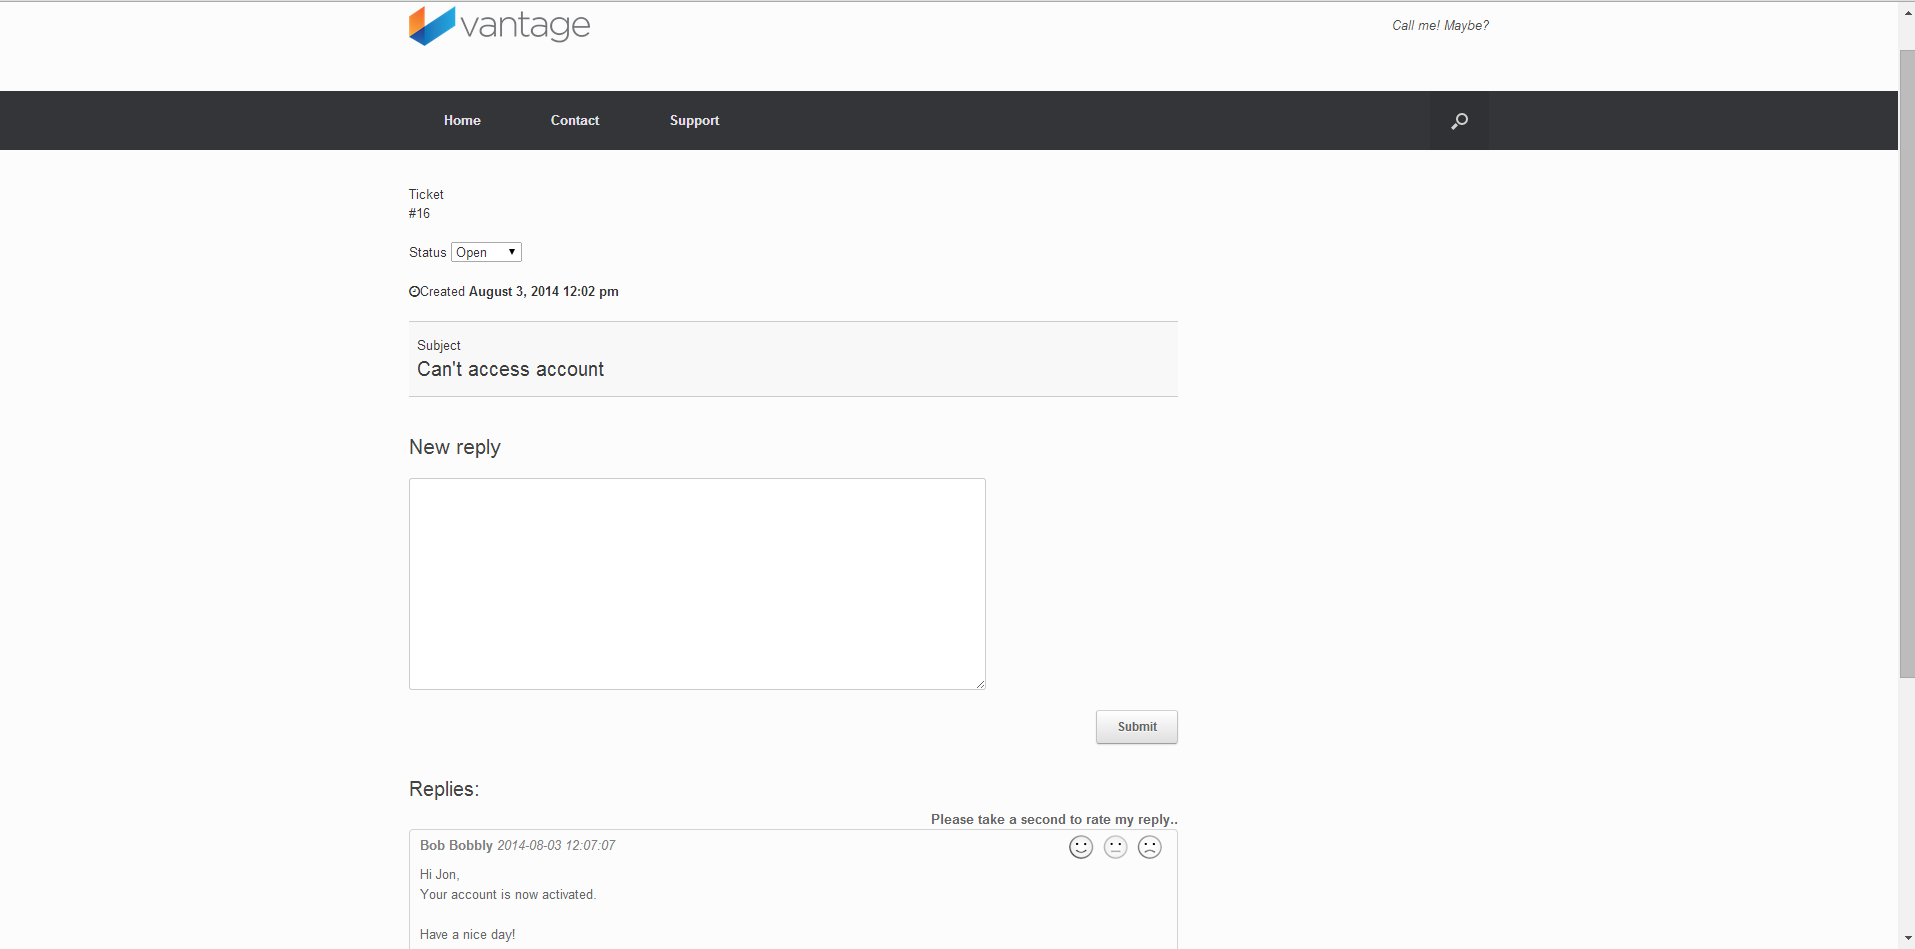 vantage
Call me! Maybe?
Home Contact Support
Ticket
#16
Status Open
Created August 3, 2014 12:02 pm
Subject
Can't access account
New reply
Submit
Replies:
Please take a second to rate my reply..
Bob Bobbly 2014-08-03 12:07:07
Hi Jon,
Your account is now activated.
Have a nice day!